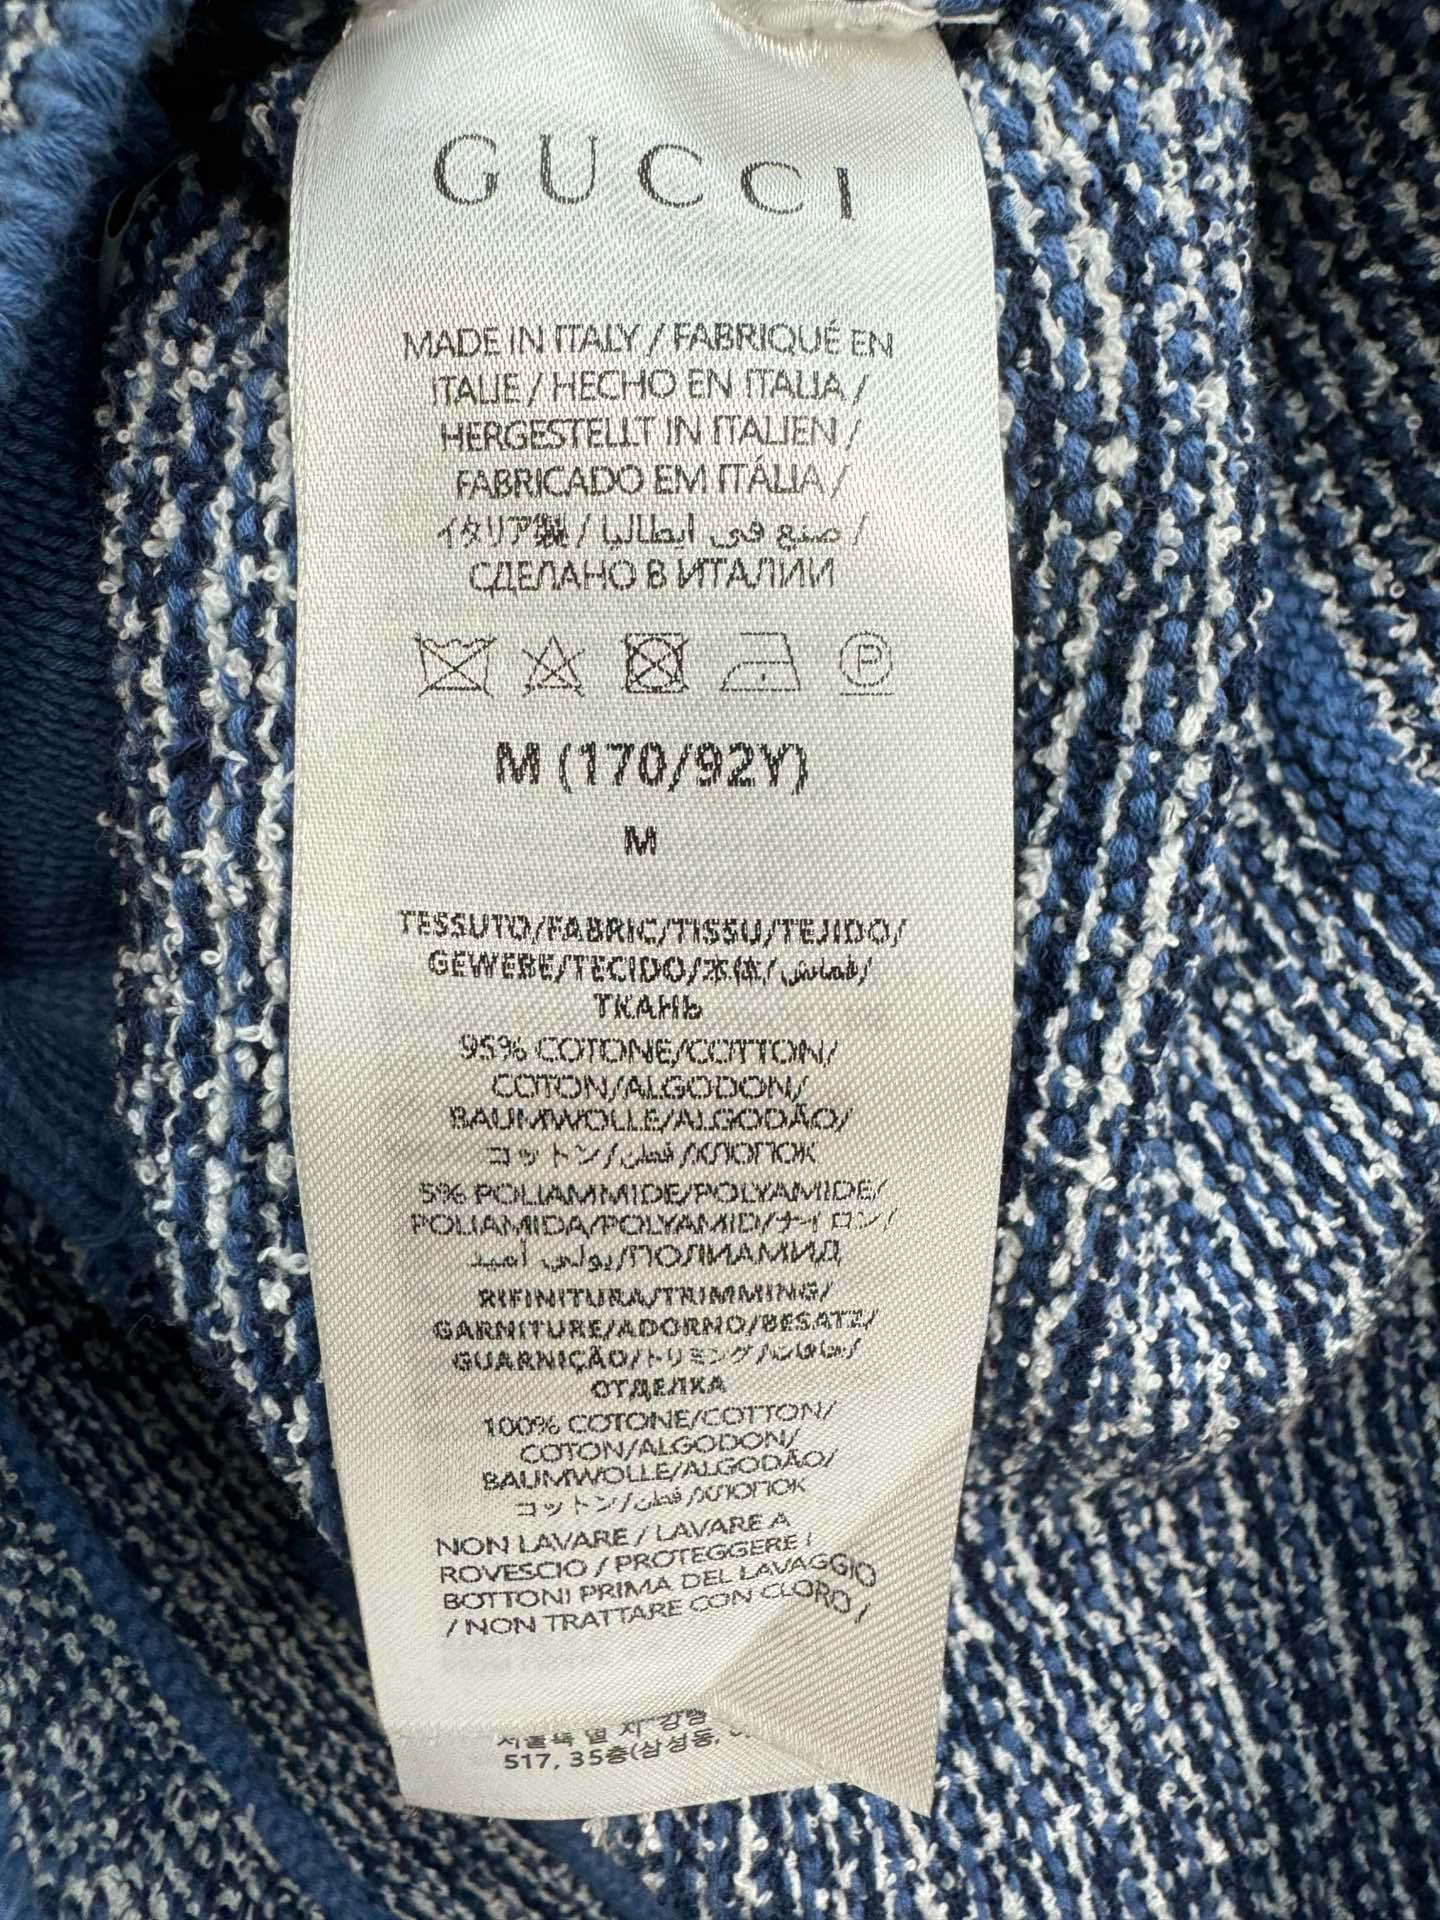 GUCCI
MADE IN ITALY / FABRIQUÉ EN
ITALIE / HECHO EN ITALIA /
HERGESTELLT IN ITALIEN /
FABRICADO EM ITÁLIA /
イタリア製 / صنع في ايطاليا /
СДЕЛАНО В ИТАЛИИ
P
M (170/92Y)
M
TESSUTO/FABRIC/TISSU/TEJIDO/
GEWEBE/TECIDO/本体/قماش/
ТКАНЬ
95% COTONE/COTTON/
COTON/ALGODON/
BAUMWOLLE/ALGODÃO/
コットン/قطن/ХЛОПОК
5% POLIAMMIDE/POLYAMIDE/
POLIAMIDA/POLYAMID/ナイロン/
بولي أميد/ПОЛИАМИД
RIFINITURA/TRIMMING/
GARNITURE/ADORNO/BESATZ/
GUARNIÇÃO/トリミング/
ОТДЕЛКА
100% COTONE/COTTON/
COTON/ALGODON/
BAUMWOLLE/ALGODÃO/
コットン/قطن/ХЛОПОК
NON LAVARE / LAVARE A
ROVESCIO / PROTEGGERE I
BOTTONI PRIMA DEL LAVAGGIO
/ NON TRATTARE CON CLORO /
517, 35층(삼성동,